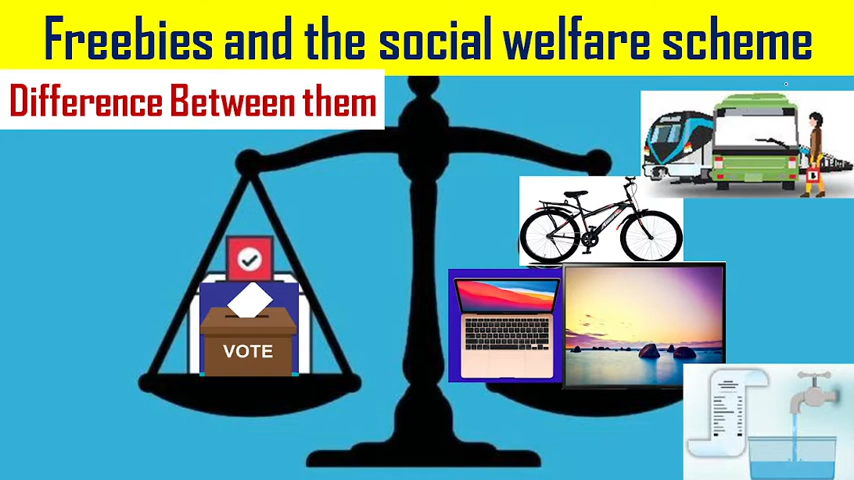 Freebies and the social welfare scheme
Difference Between them
VOTE